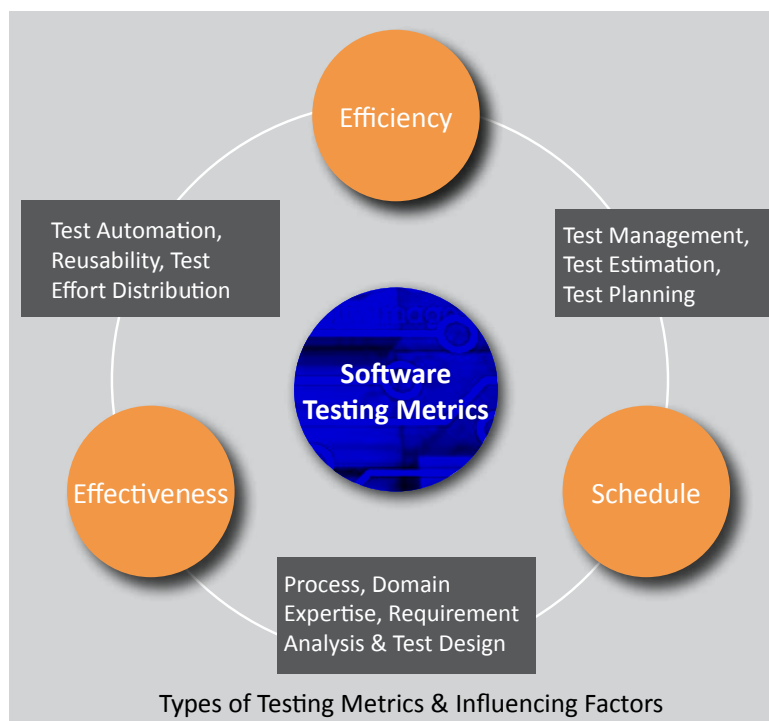 Efficiency
Test Automation,
Reusability, Test
Effort Distribution
Test Management,
Test Estimation,
Test Planning
Software
Testing Metrics
Effectiveness
Schedule
Process, Domain
Expertise, Requirement
Analysis & Test Design
Types of Testing Metrics & Influencing Factors